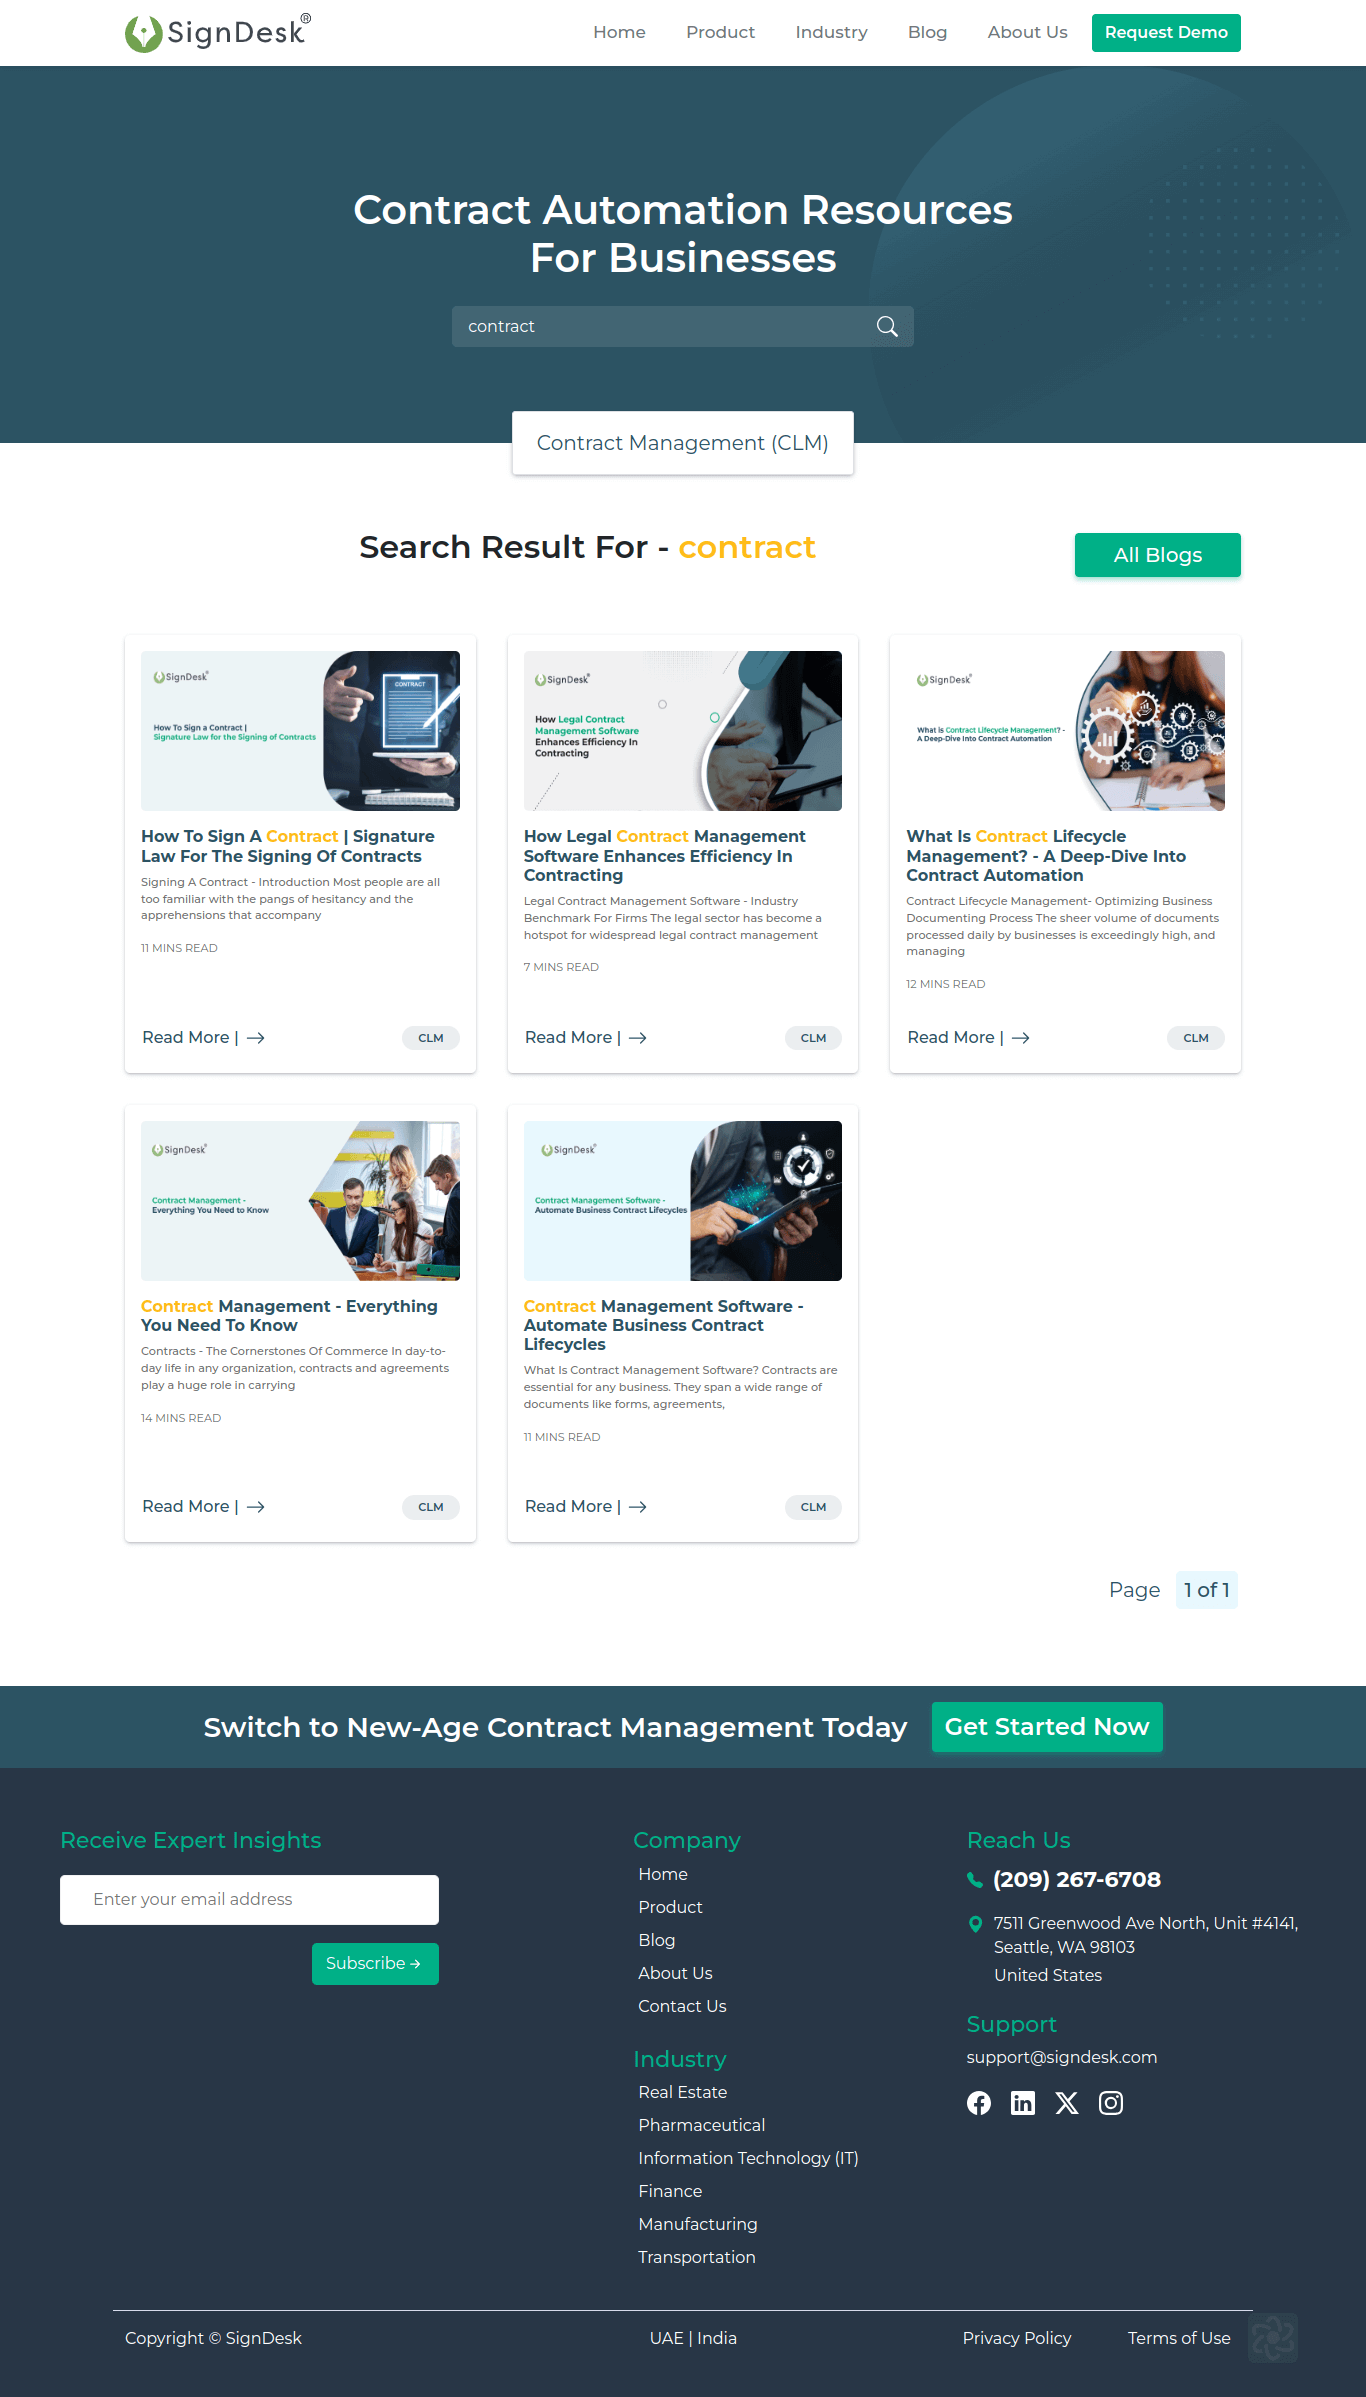 SignDesk®
Home
Product
Industry
Blog
About Us
Request Demo
Contract Automation Resources
For Businesses
contract
Contract Management (CLM)
Search Result For - contract
All Blogs
SignDesk®
How To Sign a Contract |
Signature Law for the Signing of Contracts
CONTRACT
How To Sign A Contract | Signature
Law For The Signing Of Contracts
Signing A Contract - Introduction Most people are all
too familiar with the pangs of hesitancy and the
apprehensions that accompany
11 MINS READ
Read More |
CLM
SignDesk®
How Legal Contract
Management Software
Enhances Efficiency In
Contracting
How Legal Contract Management
Software Enhances Efficiency In
Contracting
Legal Contract Management Software - Industry
Benchmark For Firms The legal sector has become a
hotspot for widespread legal contract management
7 MINS READ
Read More |
CLM
SignDesk®
What is Contract Lifecycle Management? -
A Deep-Dive Into Contract Automation
What Is Contract Lifecycle
Management? - A Deep-Dive Into
Contract Automation
Contract Lifecycle Management- Optimizing Business
Documenting Process The sheer volume of documents
processed daily by businesses is exceedingly high, and
managing
12 MINS READ
Read More |
CLM
SignDesk®
Contract Management -
Everything You Need to Know
Contract Management - Everything
You Need To Know
Contracts - The Cornerstones Of Commerce In day-to-
day life in any organization, contracts and agreements
play a huge role in carrying
14 MINS READ
Read More |
CLM
SignDesk®
Contract Management Software -
Automate Business Contract Lifecycles
Contract Management Software -
Automate Business Contract
Lifecycles
What Is Contract Management Software? Contracts are
essential for any business. They span a wide range of
documents like forms, agreements,
11 MINS READ
Read More |
CLM
Page 1 of 1
Switch to New-Age Contract Management Today
Get Started Now
Receive Expert Insights
Enter your email address
Subscribe
Company
Home
Product
Blog
About Us
Contact Us
Industry
Real Estate
Pharmaceutical
Information Technology (IT)
Finance
Manufacturing
Transportation
Reach Us
(209) 267-6708
7511 Greenwood Ave North, Unit #4141,
Seattle, WA 98103
United States
Support
support@signdesk.com
Copyright © SignDesk
UAE | India
Privacy Policy
Terms of Use